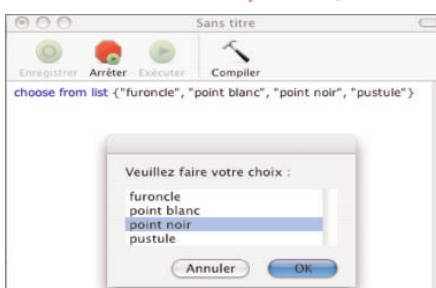 Sans titre
Enregistrer Arrêter Exécuter Compiler
choose from list {"furoncle", "point blanc", "point noir", "pustule"}
Veuillez faire votre choix :
furoncle
point blanc
point noir
pustule
Annuler OK